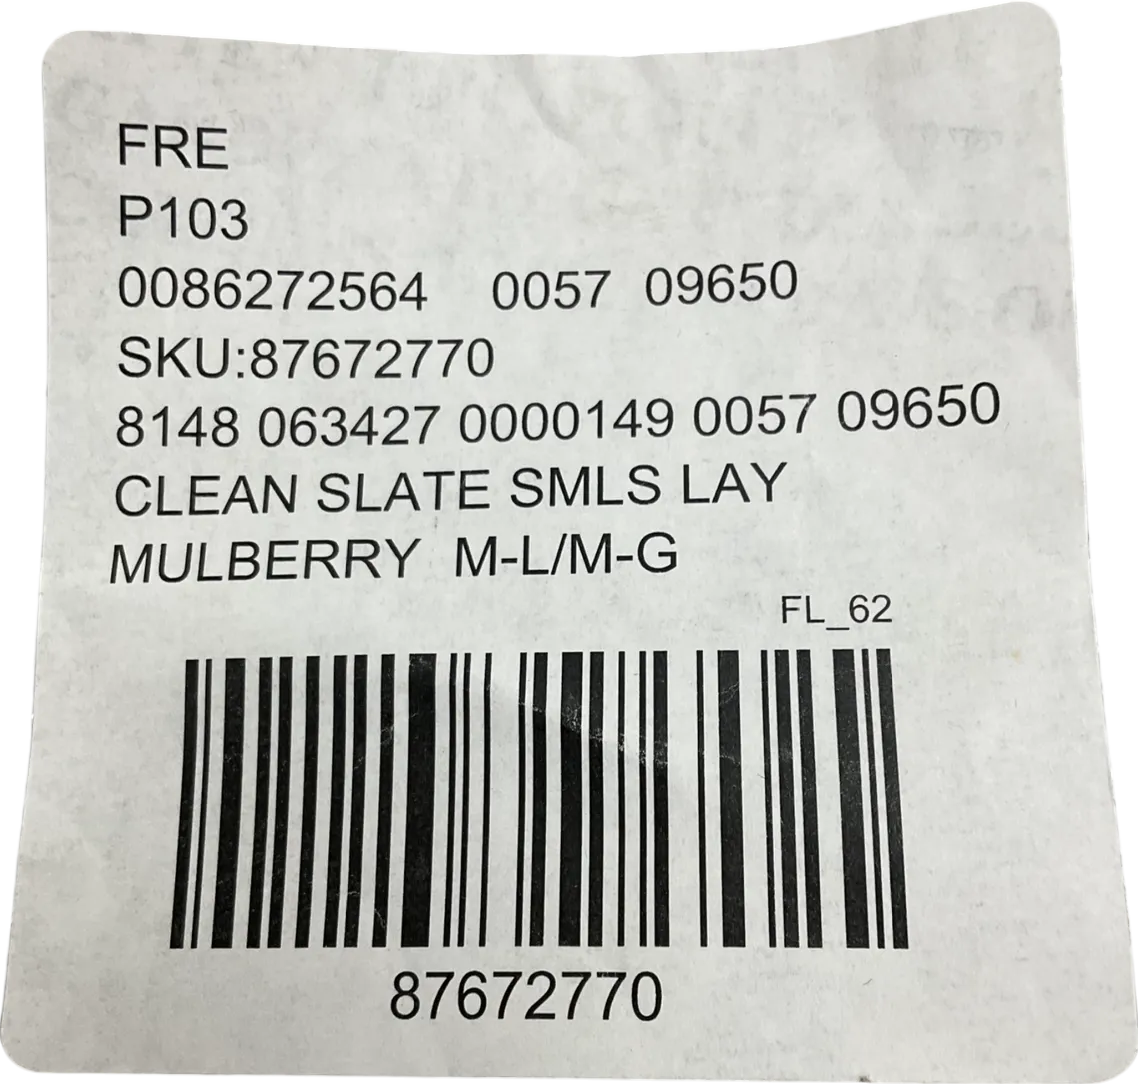 FRE
P103
0086272564 0057 09650
SKU:87672770
8148 063427 0000149 0057 09650
CLEAN SLATE SMLS LAY
MULBERRY M-L/M-G
FL_62
87672770